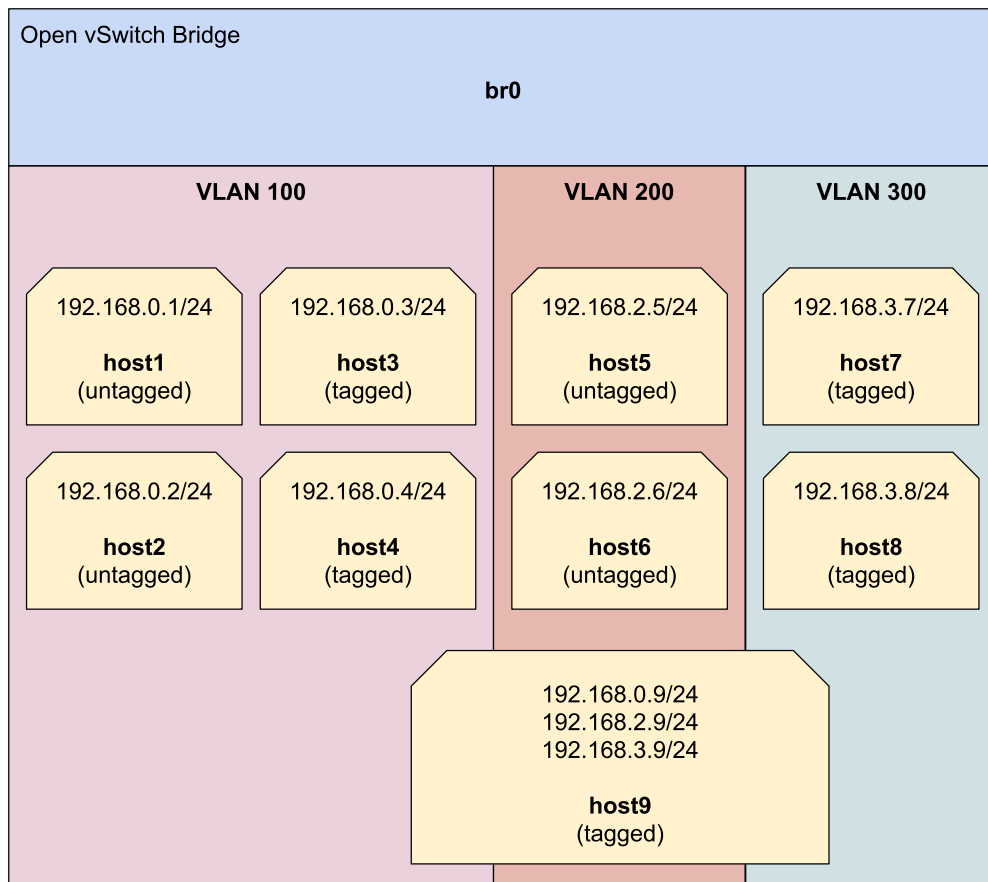 Open vSwitch Bridge
br0
VLAN 100
VLAN 200
VLAN 300
192.168.0.1/24
host1
(untagged)
192.168.0.3/24
host3
(tagged)
192.168.2.5/24
host5
(untagged)
192.168.3.7/24
host7
(tagged)
192.168.0.2/24
host2
(untagged)
192.168.0.4/24
host4
(tagged)
192.168.2.6/24
host6
(untagged)
192.168.3.8/24
host8
(tagged)
192.168.0.9/24
192.168.2.9/24
192.168.3.9/24
host9
(tagged)